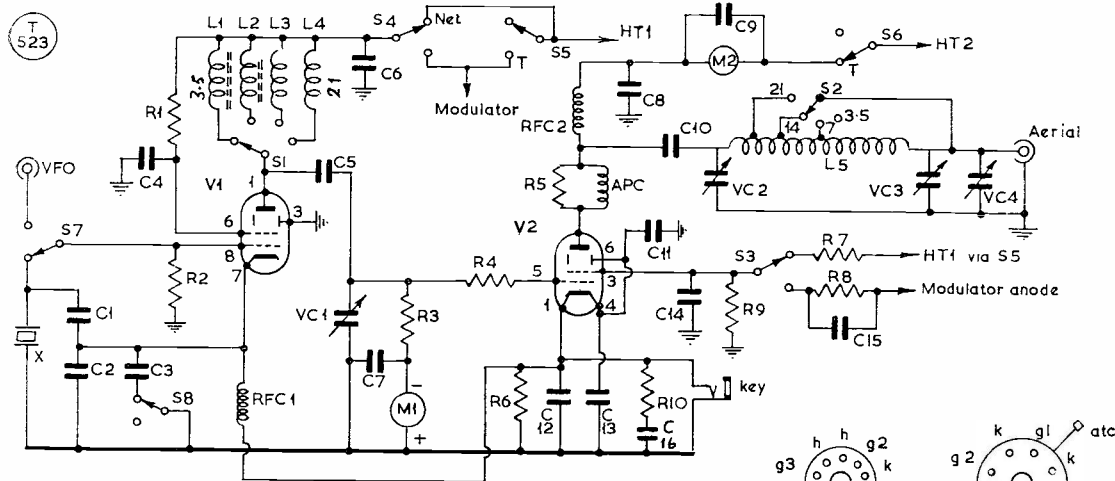 T
S23
L1 L2 L3 L4
3.5
21
S4
Net
S5
HT1
T
C6
Modulator
C9
M2
S6
HT2
T
C8
RFC2
C10
21
S2
14
7
3.5
L5
Aerial
VC2
VC3
VC4
R1
C4
VFO
S1
C5
V1
1
3
6
8
7
S7
R2
R5
APC
V2
6
C11
5
3
1
4
R4
S3
R7
HT1 via S5
R8
Modulator anode
C15
C14
R9
C1
X
C2
C3
S8
RFC1
VC1
R3
C7
M1
-
+
R6
C
12
C
13
R10
C
16
key
g3
h
h
g2
k
g2
k
g1
k
atc